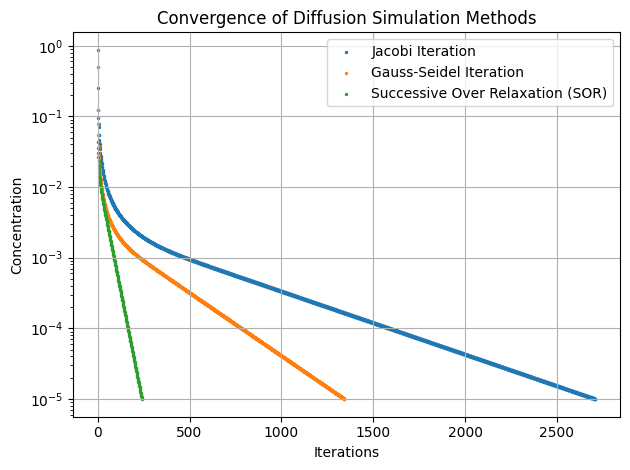 Convergence of Diffusion Simulation Methods
Jacobi Iteration
Gauss-Seidel Iteration
Successive Over Relaxation (SOR)
Concentration
10⁰
10⁻¹
10⁻²
10⁻³
10⁻⁴
10⁻⁵
0 500 1000 1500 2000 2500
Iterations